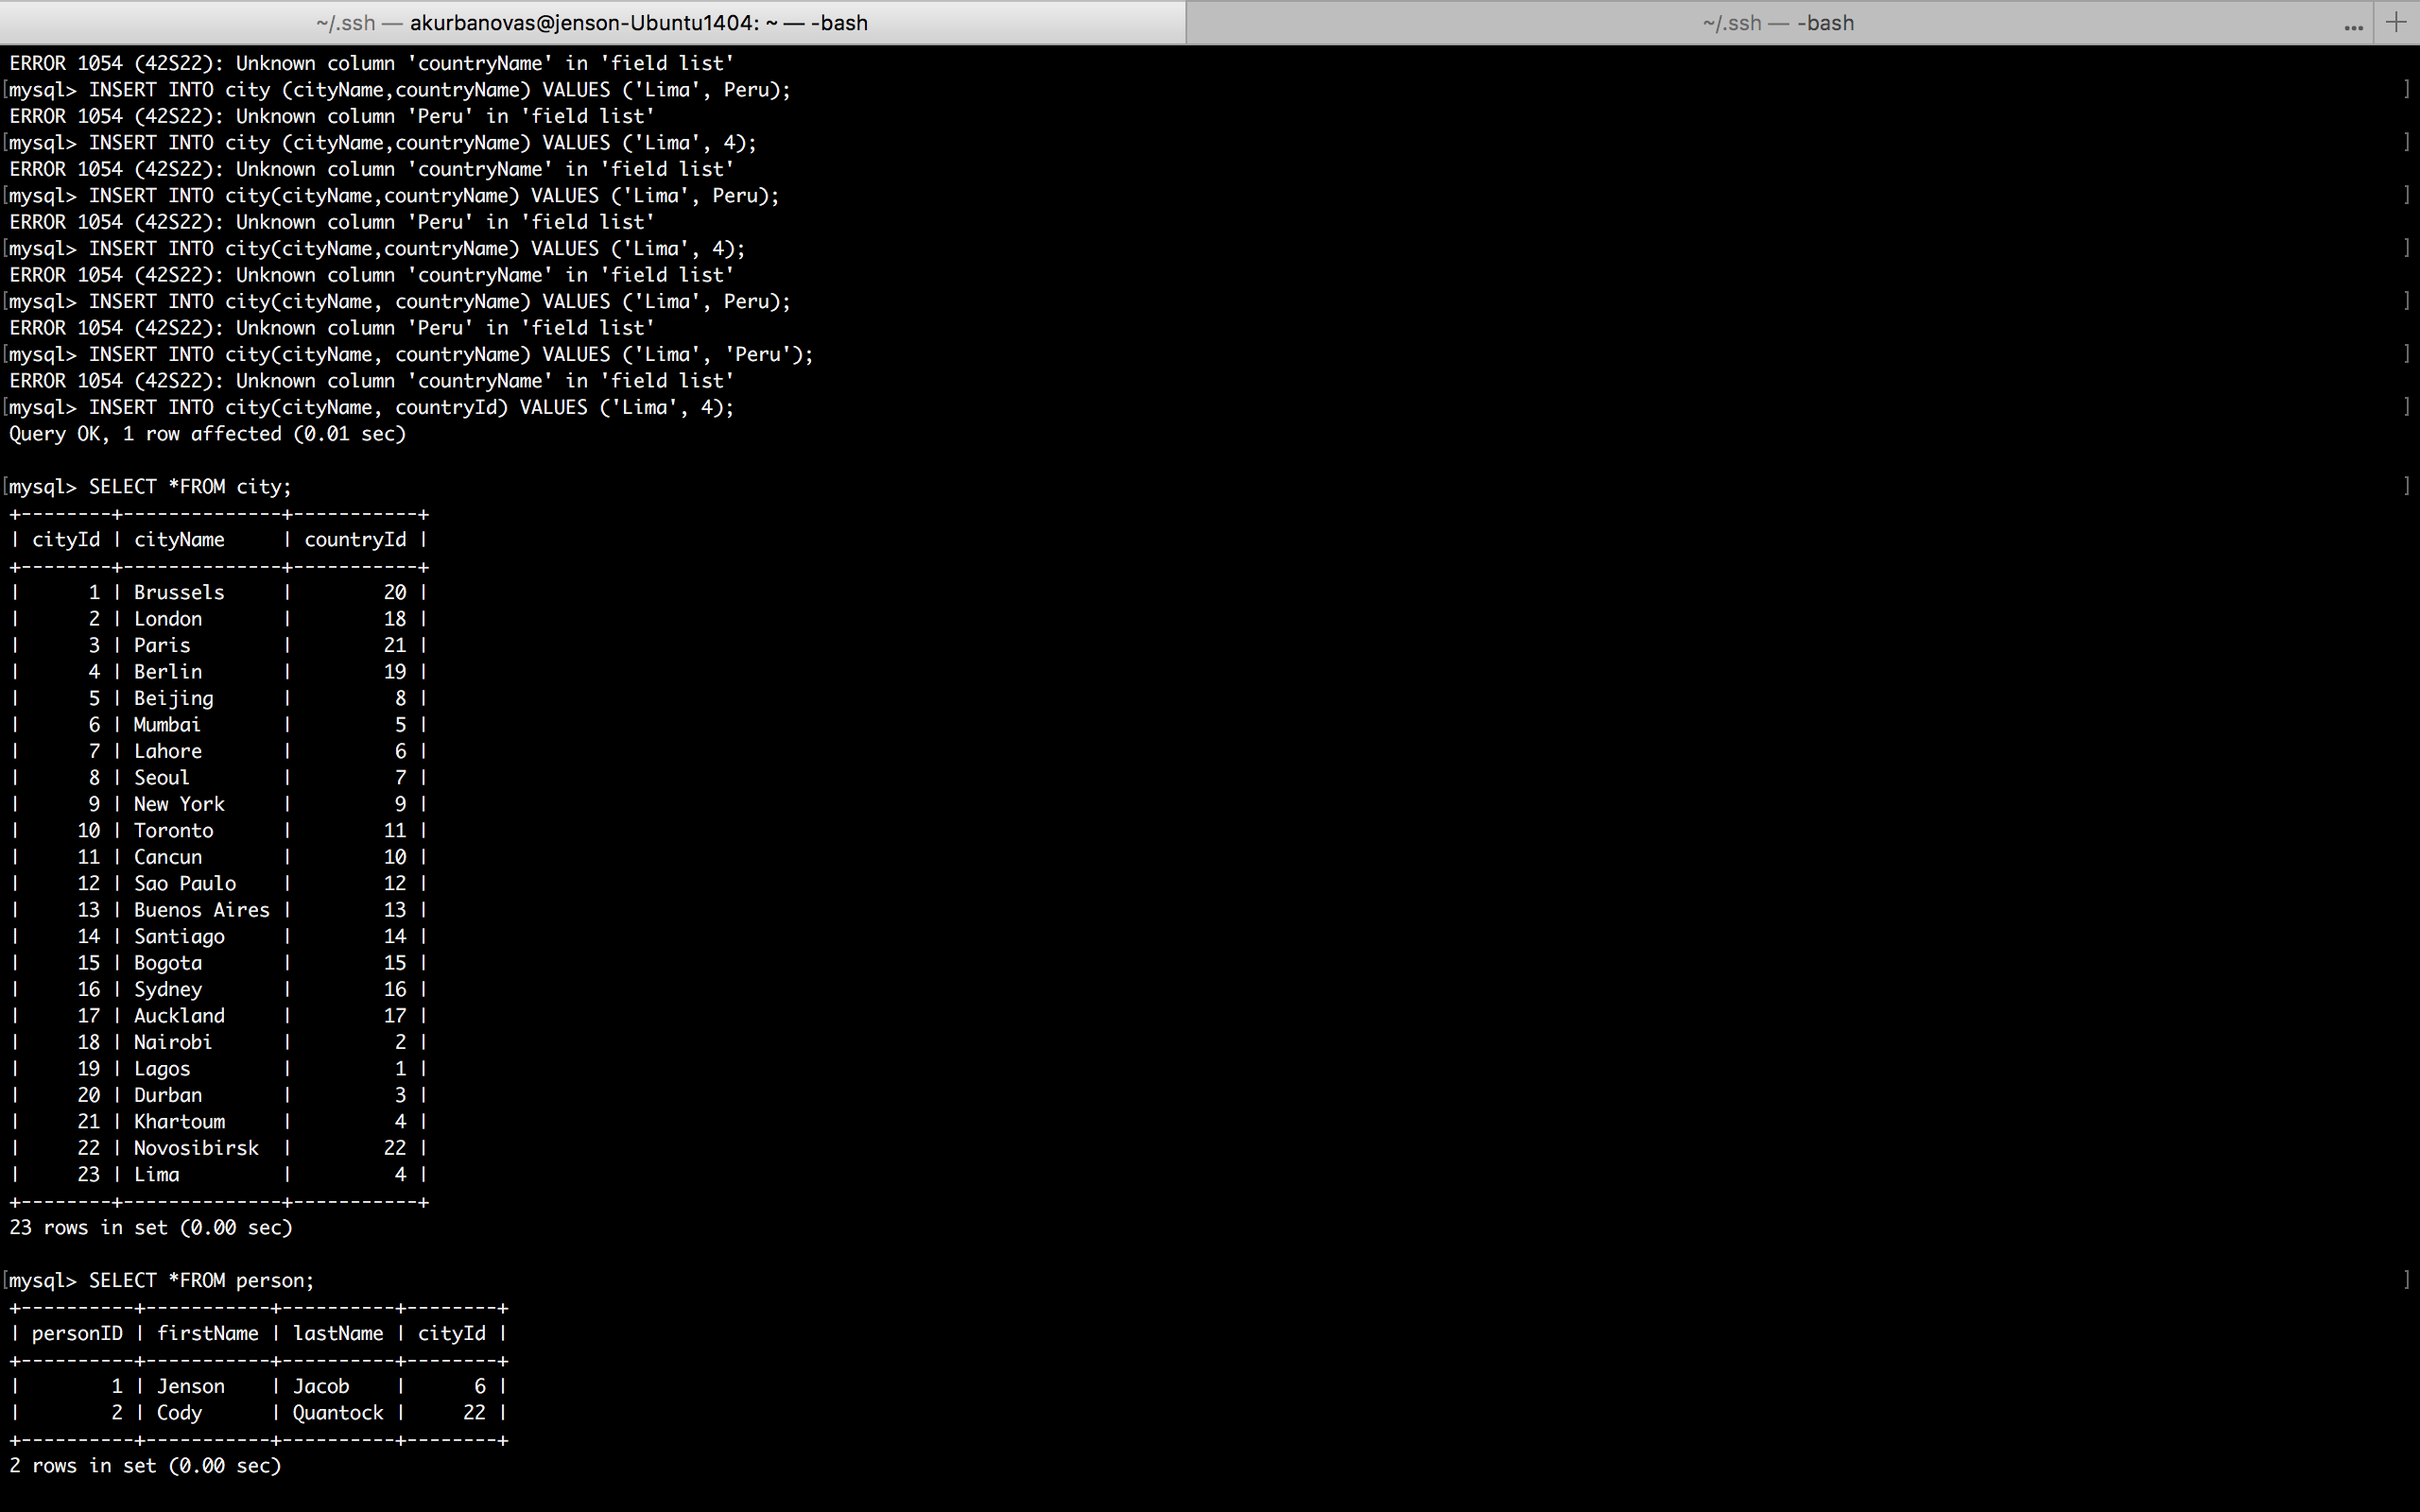 ~/.ssh — akurbanovas@jenson-Ubuntu1404: ~ — -bash
~/.ssh — -bash
... +
ERROR 1054 (42S22): Unknown column 'countryName' in 'field list'
[mysql> INSERT INTO city (cityName,countryName) VALUES ('Lima', Peru); ]
ERROR 1054 (42S22): Unknown column 'Peru' in 'field list'
[mysql> INSERT INTO city (cityName,countryName) VALUES ('Lima', 4); ]
ERROR 1054 (42S22): Unknown column 'countryName' in 'field list'
[mysql> INSERT INTO city(cityName,countryName) VALUES ('Lima', Peru); ]
ERROR 1054 (42S22): Unknown column 'Peru' in 'field list'
[mysql> INSERT INTO city(cityName,countryName) VALUES ('Lima', 4); ]
ERROR 1054 (42S22): Unknown column 'countryName' in 'field list'
[mysql> INSERT INTO city(cityName, countryName) VALUES ('Lima', Peru); ]
ERROR 1054 (42S22): Unknown column 'Peru' in 'field list'
[mysql> INSERT INTO city(cityName, countryName) VALUES ('Lima', 'Peru'); ]
ERROR 1054 (42S22): Unknown column 'countryName' in 'field list'
[mysql> INSERT INTO city(cityName, countryId) VALUES ('Lima', 4); ]
Query OK, 1 row affected (0.01 sec)
[mysql> SELECT *FROM city; ]
+--------+--------------+-----------+
| cityId | cityName     | countryId |
+--------+--------------+-----------+
|      1 | Brussels     |        20 |
|      2 | London       |        18 |
|      3 | Paris        |        21 |
|      4 | Berlin       |        19 |
|      5 | Beijing      |         8 |
|      6 | Mumbai       |         5 |
|      7 | Lahore       |         6 |
|      8 | Seoul        |         7 |
|      9 | New York     |         9 |
|     10 | Toronto      |        11 |
|     11 | Cancun       |        10 |
|     12 | Sao Paulo    |        12 |
|     13 | Buenos Aires |        13 |
|     14 | Santiago     |        14 |
|     15 | Bogota       |        15 |
|     16 | Sydney       |        16 |
|     17 | Auckland     |        17 |
|     18 | Nairobi      |         2 |
|     19 | Lagos        |         1 |
|     20 | Durban       |         3 |
|     21 | Khartoum     |         4 |
|     22 | Novosibirsk  |        22 |
|     23 | Lima         |         4 |
+--------+--------------+-----------+
23 rows in set (0.00 sec)
[mysql> SELECT *FROM person; ]
+----------+-----------+----------+--------+
| personID | firstName | lastName | cityId |
+----------+-----------+----------+--------+
|        1 | Jenson    | Jacob    |      6 |
|        2 | Cody      | Quantock |     22 |
+----------+-----------+----------+--------+
2 rows in set (0.00 sec)